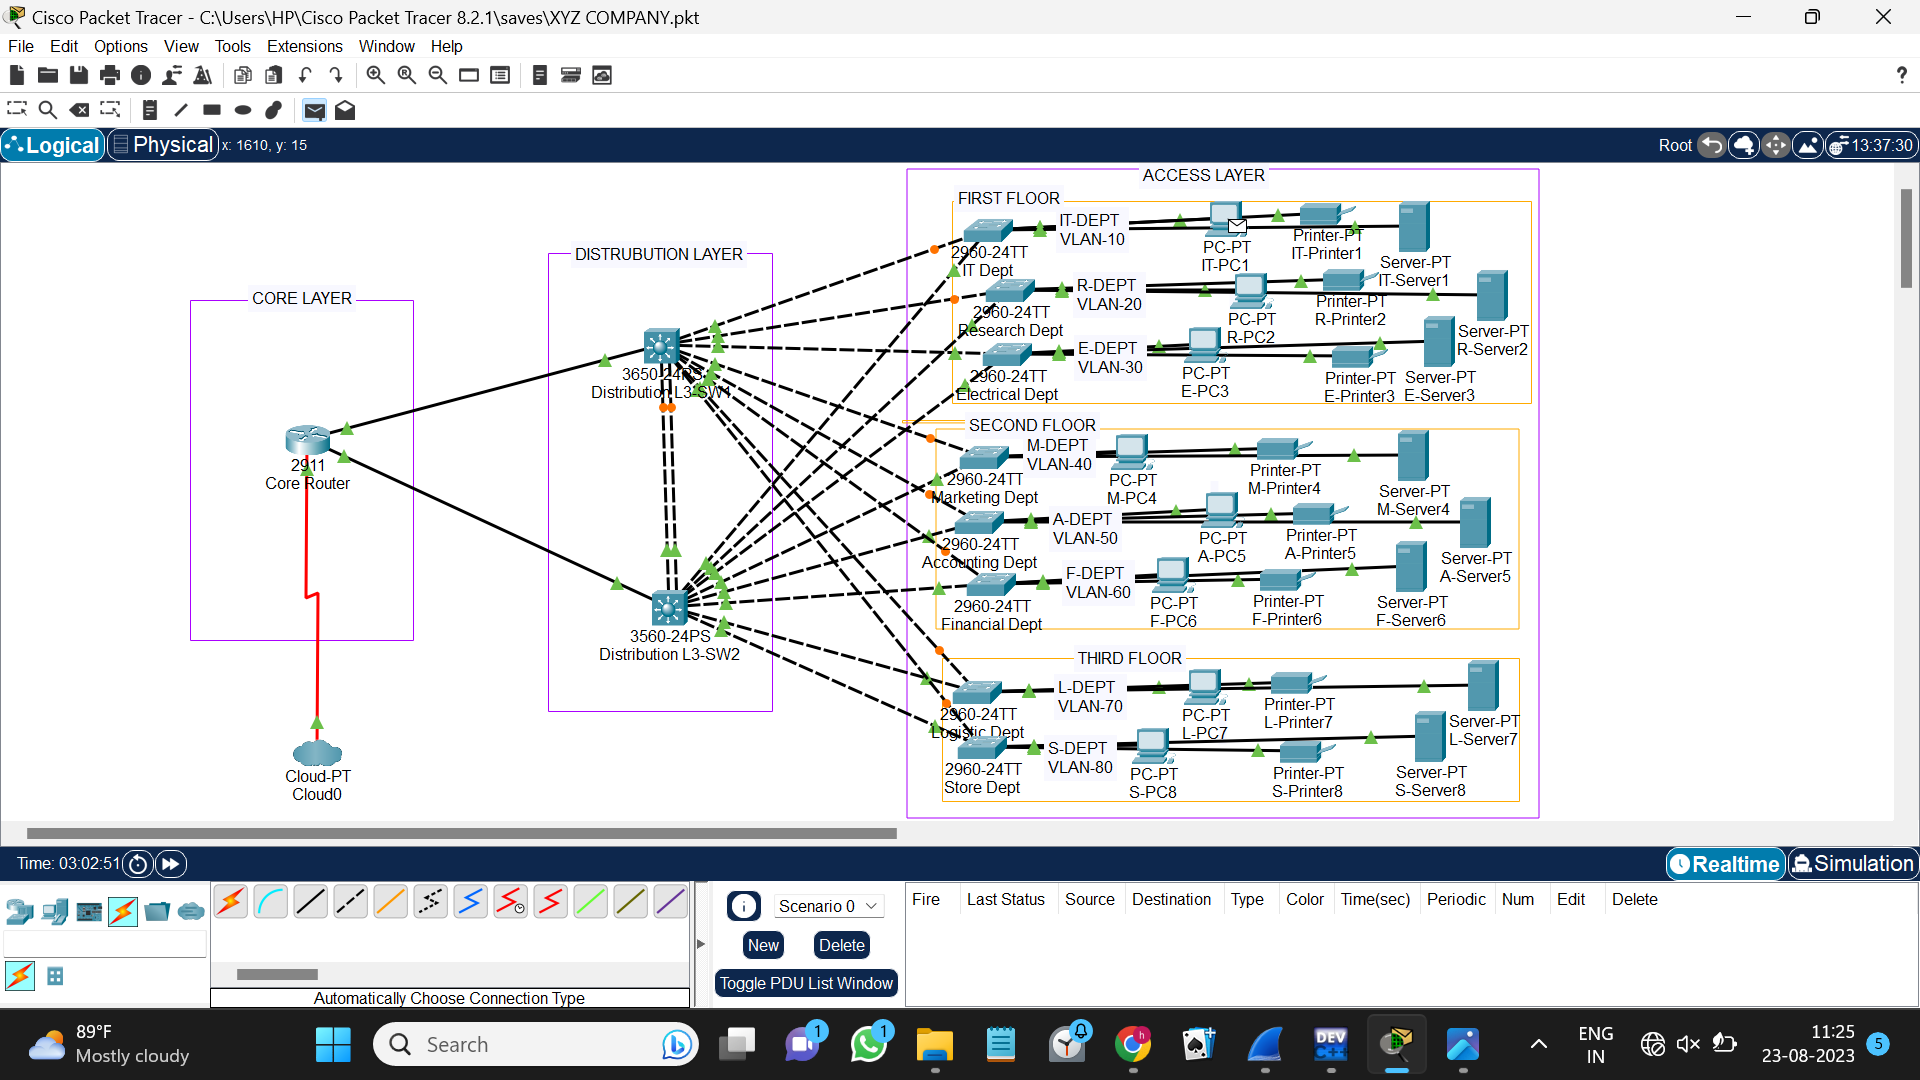 Cisco Packet Tracer - C:\Users\HP\Cisco Packet Tracer 8.2.1\saves\XYZ COMPANY.pkt
File Edit Options View Tools Extensions Window Help
?
Logical Physical x: 1610, y: 15 Root 13:37:30
ACCESS LAYER
FIRST FLOOR
IT-DEPT
VLAN-10
2960-24TT
IT Dept
PC-PT
IT-PC1
Printer-PT
IT-Printer1
Server-PT
IT-Server1
R-DEPT
VLAN-20
2960-24TT
Research Dept
PC-PT
R-PC2
Printer-PT
R-Printer2
Server-PT
R-Server2
E-DEPT
VLAN-30
2960-24TT
Electrical Dept
PC-PT
E-PC3
Printer-PT
E-Printer3
Server-PT
E-Server3
DISTRUBUTION LAYER
3650-24PS
Distribution L3-SW1
CORE LAYER
2911
Core Router
SECOND FLOOR
M-DEPT
VLAN-40
2960-24TT
Marketing Dept
PC-PT
M-PC4
Printer-PT
M-Printer4
Server-PT
M-Server4
A-DEPT
VLAN-50
2960-24TT
Accounting Dept
PC-PT
A-PC5
Printer-PT
A-Printer5
Server-PT
A-Server5
F-DEPT
VLAN-60
2960-24TT
Financial Dept
PC-PT
F-PC6
Printer-PT
F-Printer6
Server-PT
F-Server6
3560-24PS
Distribution L3-SW2
THIRD FLOOR
L-DEPT
VLAN-70
2960-24TT
Logistic Dept
PC-PT
L-PC7
Printer-PT
L-Printer7
Server-PT
L-Server7
S-DEPT
VLAN-80
2960-24TT
Store Dept
PC-PT
S-PC8
Printer-PT
S-Printer8
Server-PT
S-Server8
Cloud-PT
Cloud0
Time: 03:02:51 Realtime Simulation
Scenario 0
New Delete
Toggle PDU List Window
Fire Last Status Source Destination Type Color Time(sec) Periodic Num Edit Delete
Automatically Choose Connection Type
89°F
Mostly cloudy
Search
1
1
h
DEV
C++
ENG
IN
11:25
23-08-2023
5